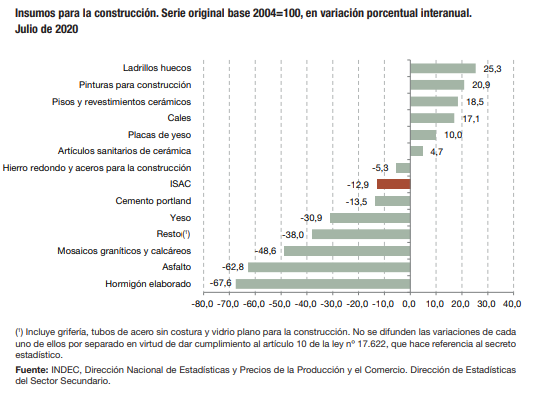 Insumos para la construcción. Serie original base 2004=100, en variación porcentual interanual.
Julio de 2020
Ladrillos huecos 25,3
Pinturas para construcción 20,9
Pisos y revestimientos cerámicos 18,5
Cales 17,1
Placas de yeso 10,0
Artículos sanitarios de cerámica 4,7
Hierro redondo y aceros para la construcción -5,3
ISAC -12,9
Cemento portland -13,5
Yeso -30,9
Resto(¹) -38,0
Mosaicos graníticos y calcáreos -48,6
Asfalto -62,8
Hormigón elaborado -67,6
-80,0 -70,0 -60,0 -50,0 -40,0 -30,0 -20,0 -10,0 0,0 10,0 20,0 30,0 40,0
(¹) Incluye grifería, tubos de acero sin costura y vidrio plano para la construcción. No se difunden las variaciones de cada
uno de ellos por separado en virtud de dar cumplimiento al artículo 10 de la ley nº 17.622, que hace referencia al secreto
estadístico.
Fuente: INDEC, Dirección Nacional de Estadísticas y Precios de la Producción y el Comercio. Dirección de Estadísticas
del Sector Secundario.